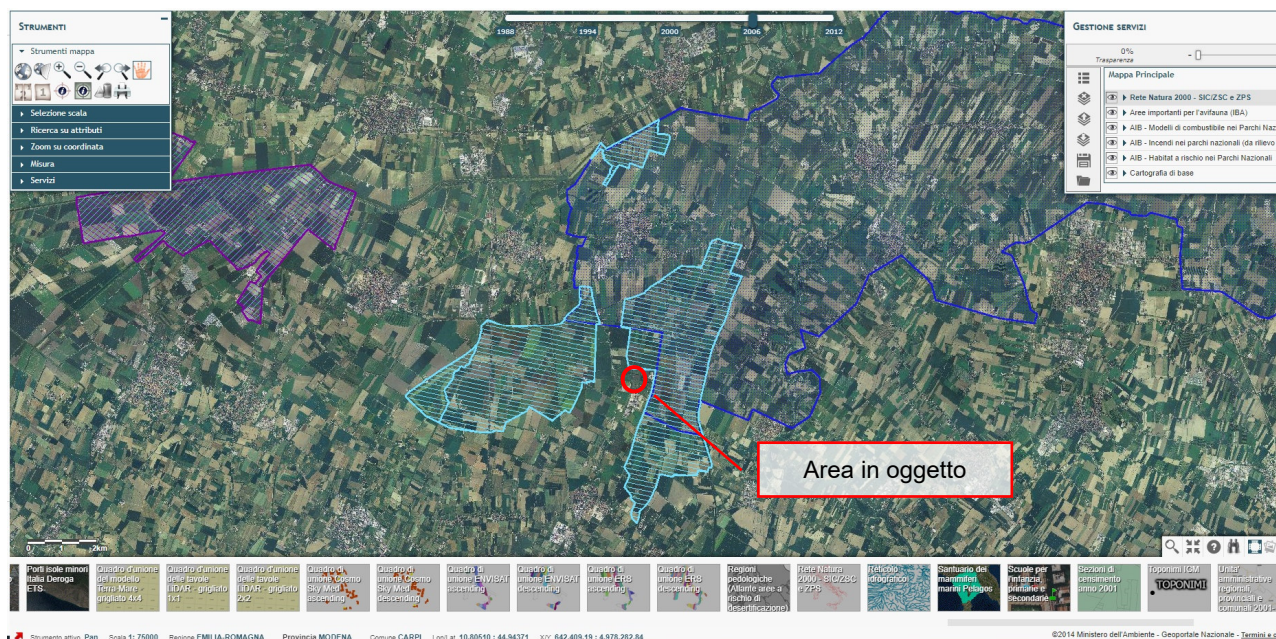 STRUMENTI
Strumenti mappa
Selezione scala
Ricerca su attributi
Zoom su coordinata
Misura
Servizi
1988
1994
2000
2006
2012
GESTIONE SERVIZI
0%
Trasparenza
Mappa Principale
Rete Natura 2000 - SIC/ZSC e ZPS
Aree importanti per l'avifauna (IBA)
AIB - Modelli di combustibile nei Parchi Naz
AIB - Incendi nei parchi nazionali (da rilievo
AIB - Habitat a rischio nei Parchi Nazionali
Cartografia di base
Area in oggetto
0 1 2km
Porti isole minori
Italia Deroga
ETS
Quadro d'unione
del modello
Terra-Mare -
grigliato 4x4
Quadro d'unione
delle tavole
LiDAR - grigliato
1x1
Quadro d'unione
delle tavole
LiDAR -Pgrigliato
2x2
Quadro di
unione Cosmo
Sky Med
ascending
Quadro di
unione Cosmo
Sky Med
descending
Quadro di
unione ENVISAT
ascending
Quadro di
unione ENVISAT
descending
Quadro di
unione ERS
ascending
Quadro di
unione ERS
descending
Regioni
pedologiche
(Atlante aree a
rischio di
desertificazione)
Rete Natura
2000 - SIC/ZSC
e ZPS
Reticolo
idrografico
Santuario dei
mammiferi
marini Pelagos
Scuole per
l'infanzia,
primarie e
secondarie
Sezioni di
censimento
anno 2001
Toponimi IGM
TOPONIMI
Unita'
amministrative
regionali,
provinciali e
comunali 2001-
Strumento attivo Pan Scala 1: 75000 Regione EMILIA-ROMAGNA Provincia MODENA Comune CARPI Lon/Lat 10.80510 : 44.94371 X/Y 642.409,19 : 4.978.282,84
©2014 Ministero dell'Ambiente - Geoportale Nazionale - Termini e c